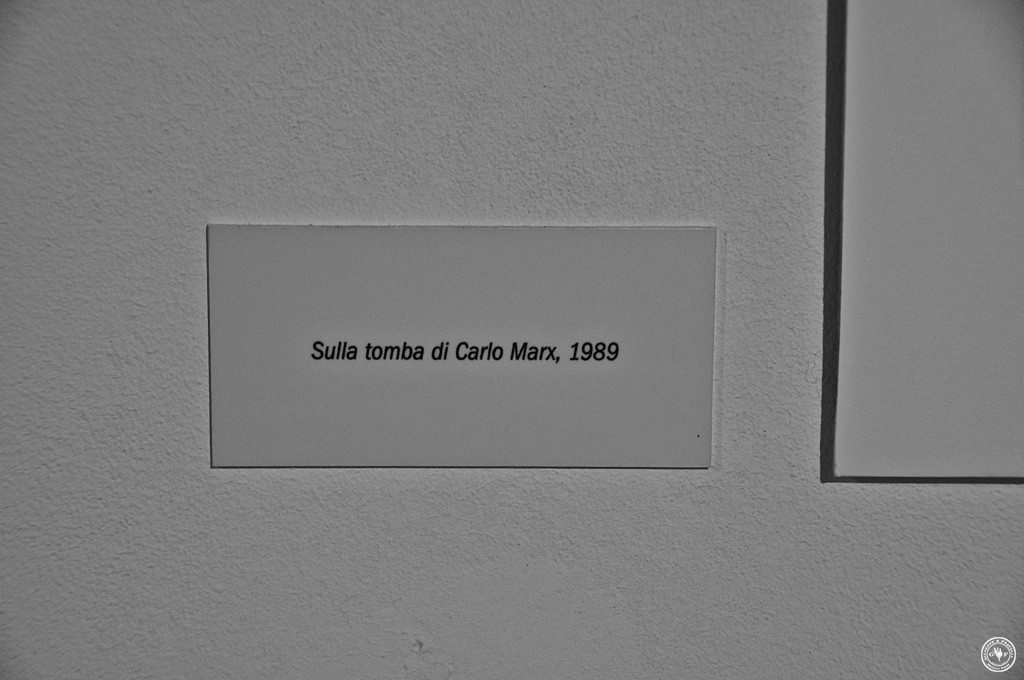 Sulla tomba di Carlo Marx, 1989